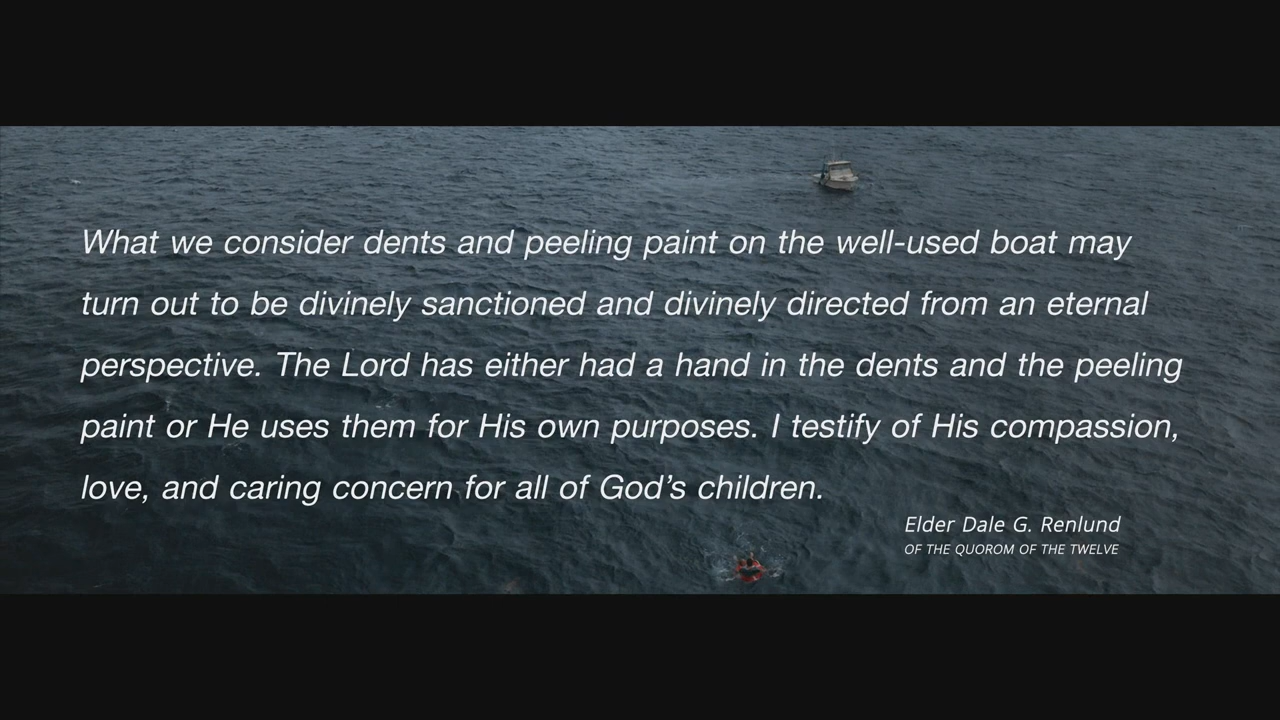 What we consider dents and peeling paint on the well-used boat may
turn out to be divinely sanctioned and divinely directed from an eternal
perspective. The Lord has either had a hand in the dents and the peeling
paint or He uses them for His own purposes. I testify of His compassion,
love, and caring concern for all of God’s children.
Elder Dale G. Renlund
OF THE QUOROM OF THE TWELVE